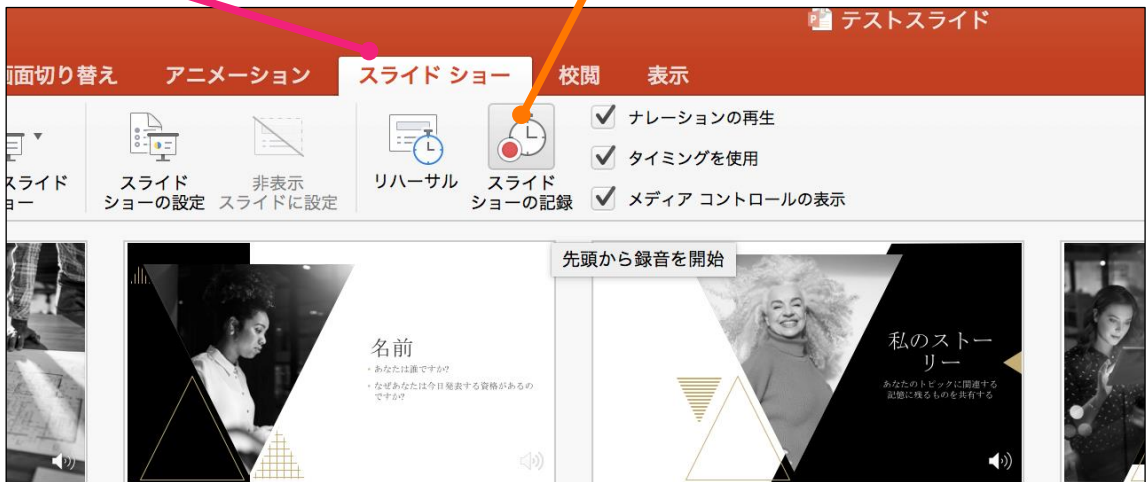 テストスライド
画面切り替え アニメーション スライド ショー 校閲 表示
スライド
ショー
スライド
ショーの設定
非表示
スライドに設定
リハーサル
スライド
ショーの記録
ナレーションの再生
タイミングを使用
メディア コントロールの表示
先頭から録音を開始
名前
・あなたは誰ですか?
・なぜあなたは今日発表する資格があるの
ですか?
私のストー
リー
あなたのトピックに関連する
記憶に残るものを共有する